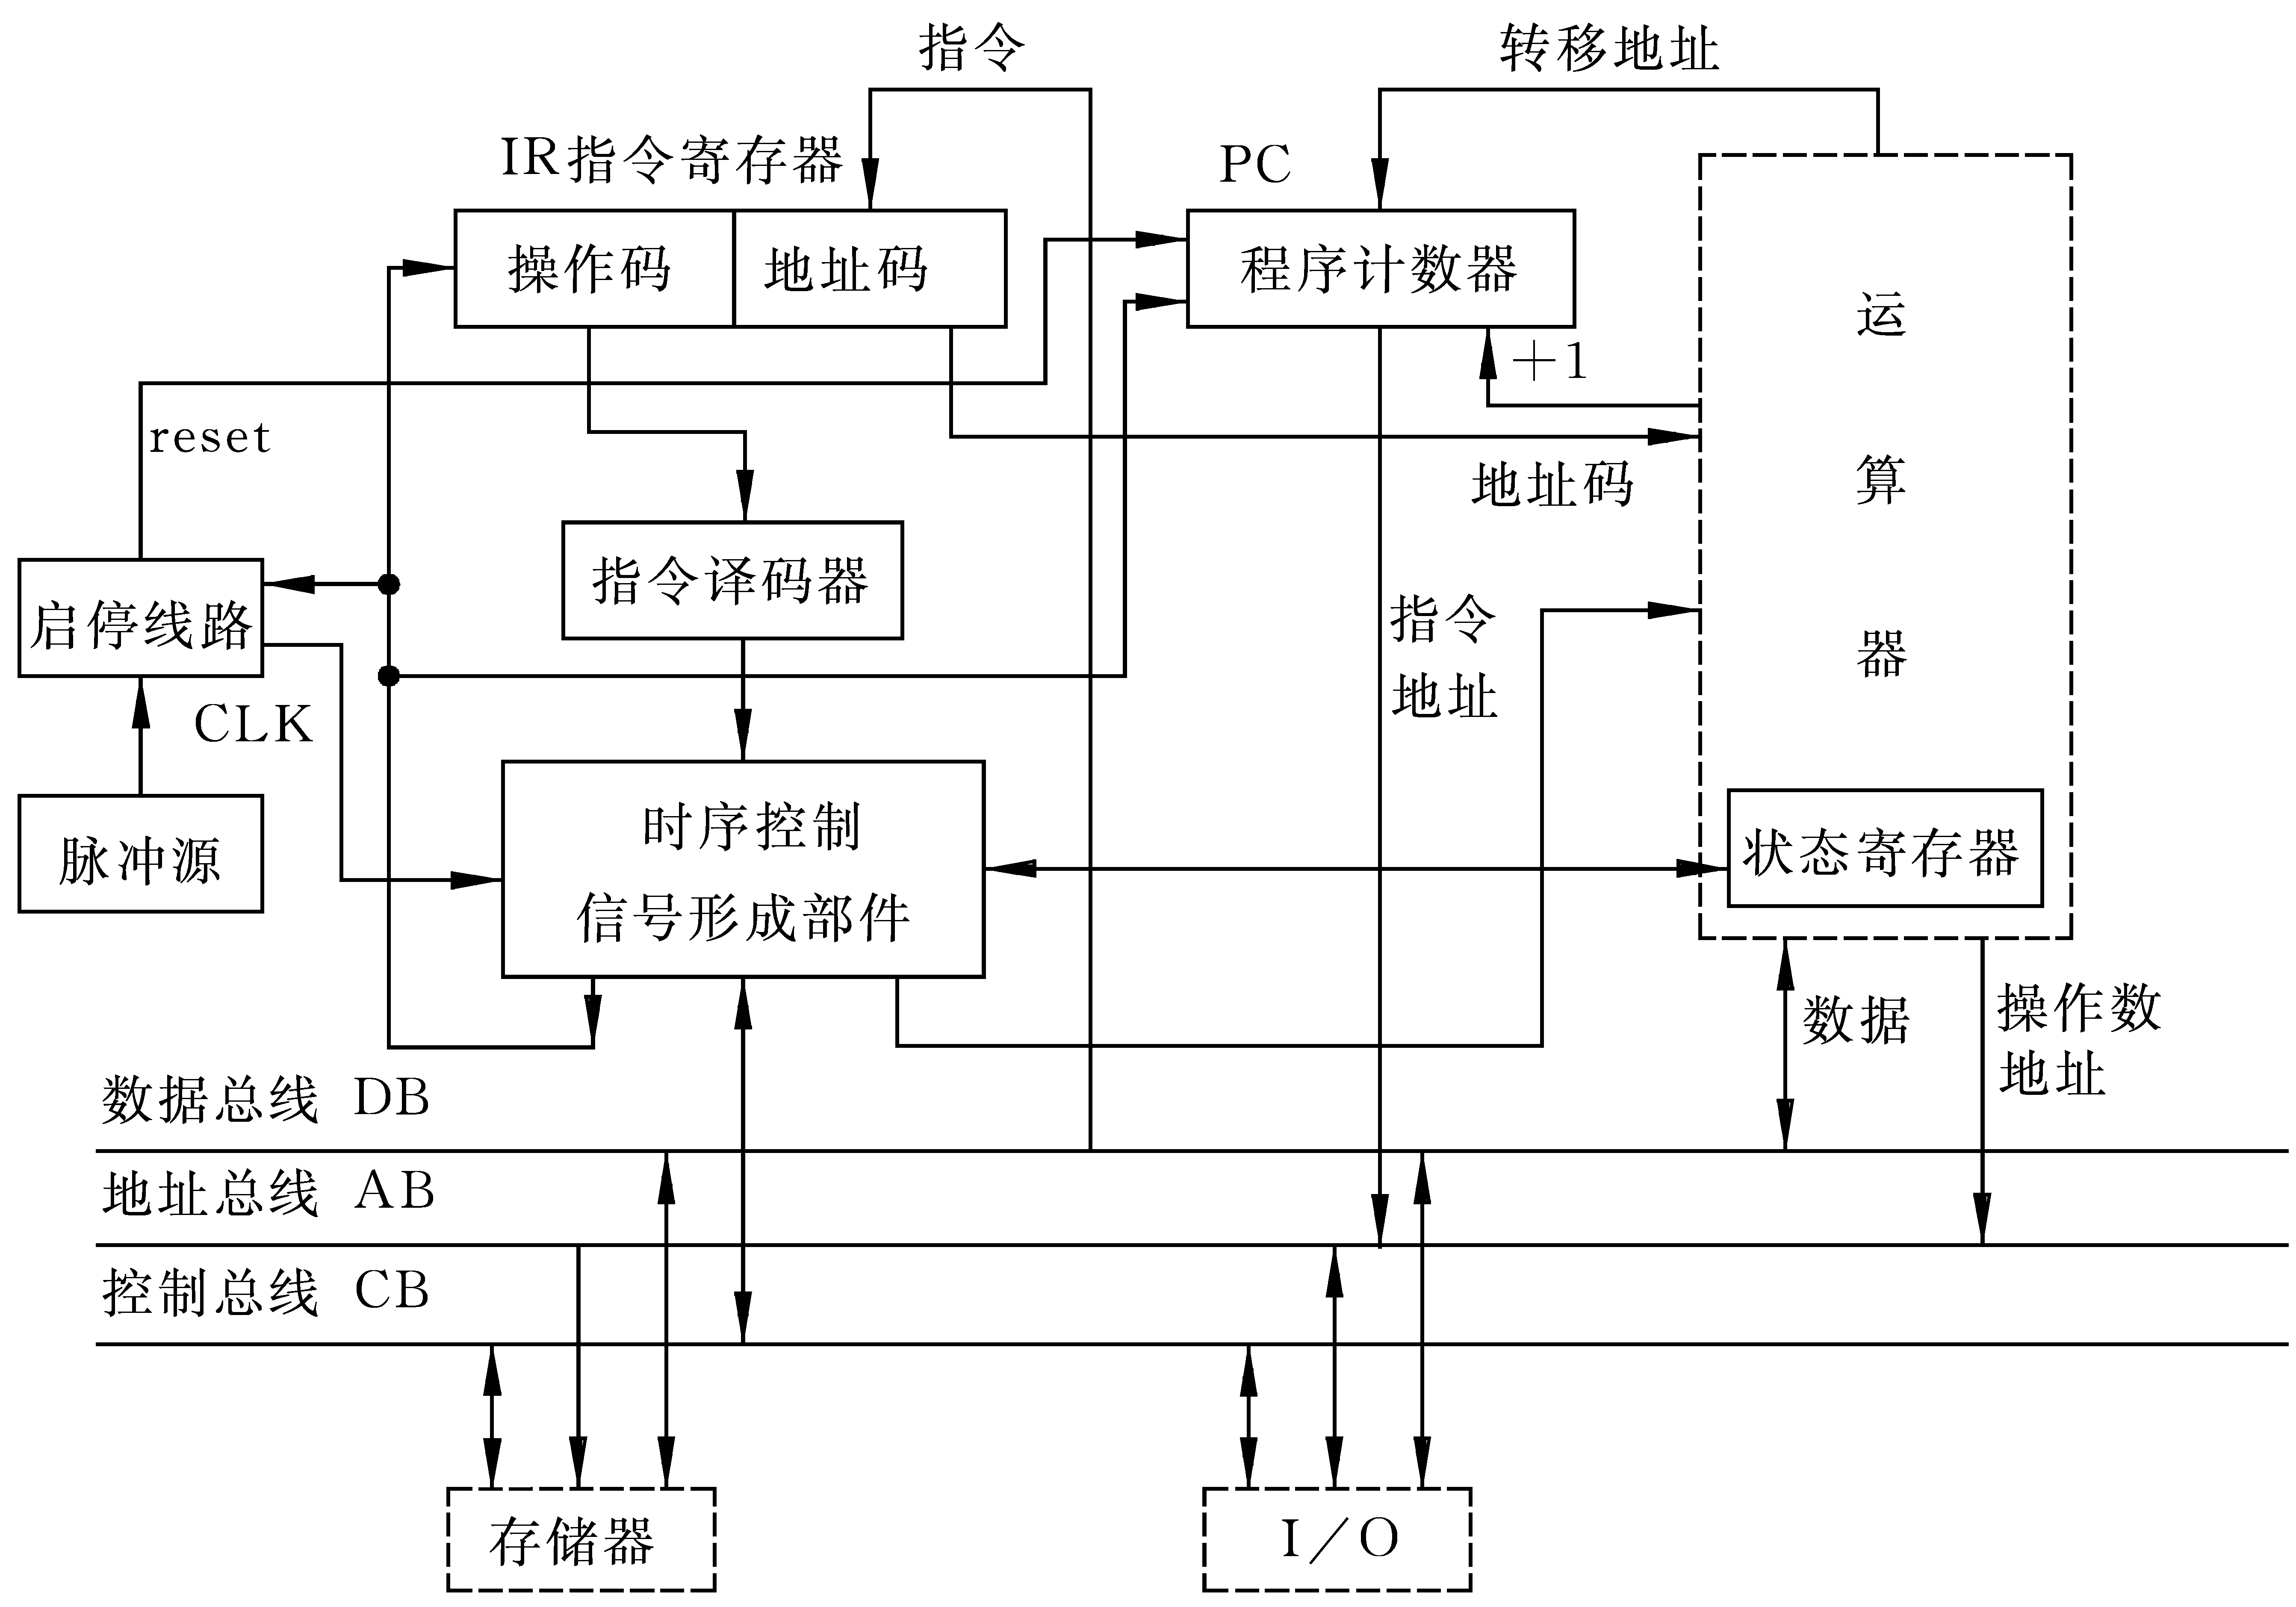 指令
转移地址
IR指令寄存器
PC
操作码
地址码
程序计数器
+1
运
算
器
reset
地址码
指令译码器
启停线路
指令
地址
CLK
脉冲源
时序控制
信号形成部件
状态寄存器
数据
操作数
地址
数据总线 DB
地址总线 AB
控制总线 CB
存储器
I/O